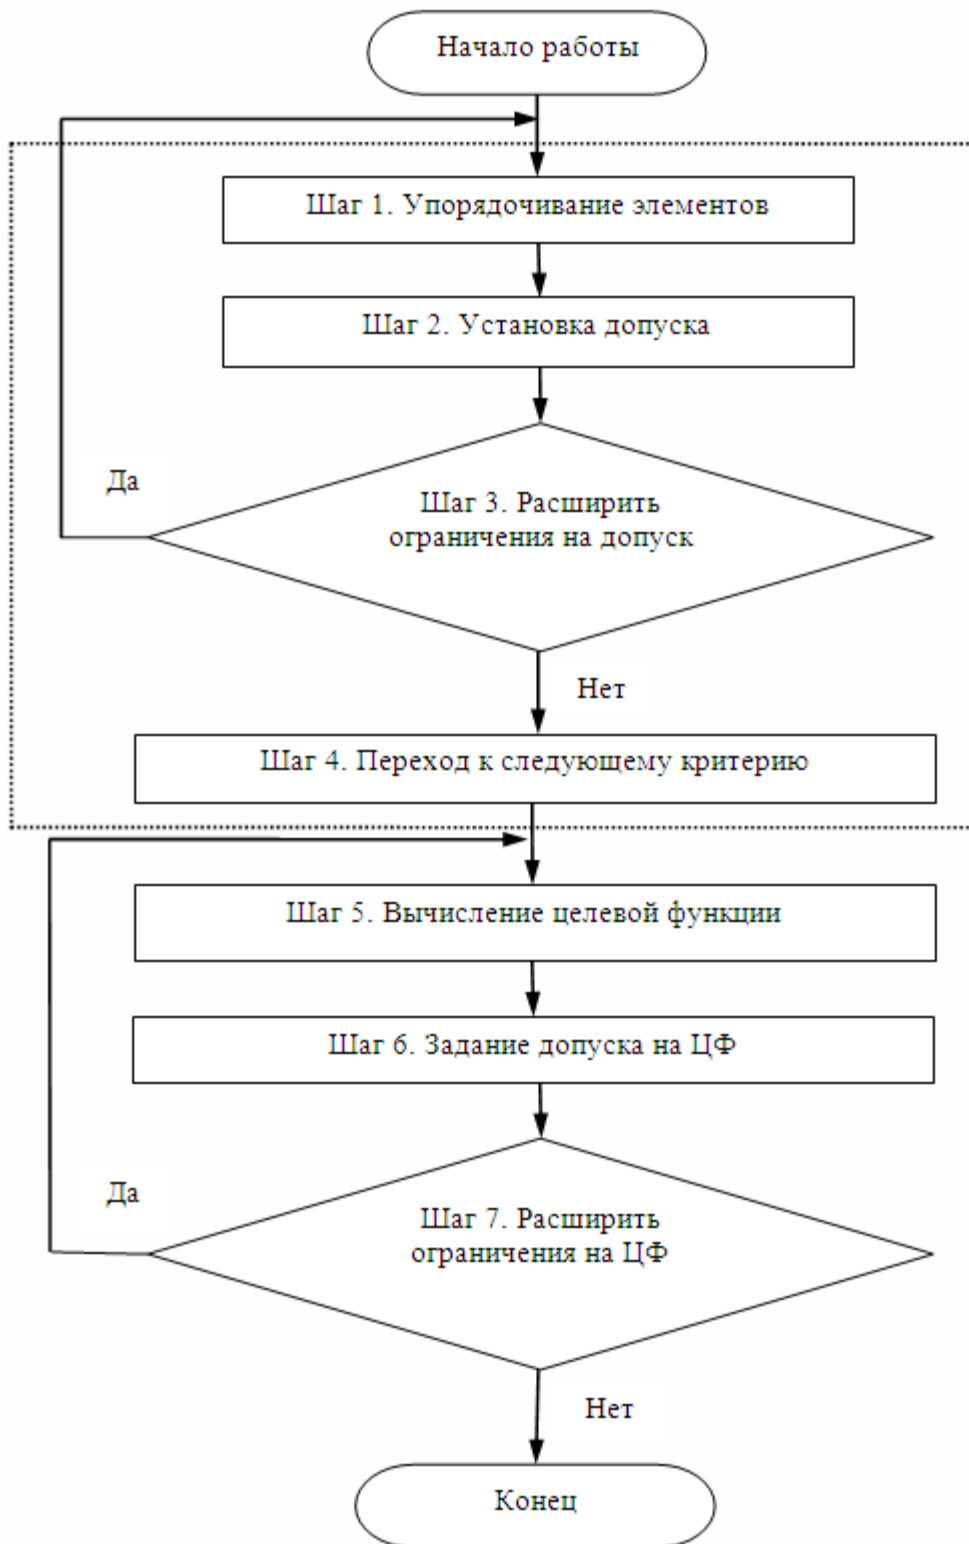 Начало работы
Шаг 1. Упорядочивание элементов
Шаг 2. Установка допуска
Да
Шаг 3. Расширить
ограничения на допуск
Нет
Шаг 4. Переход к следующему критерию
Шаг 5. Вычисление целевой функции
Шаг 6. Задание допуска на ЦФ
Да
Шаг 7. Расширить
ограничения на ЦФ
Нет
Конец